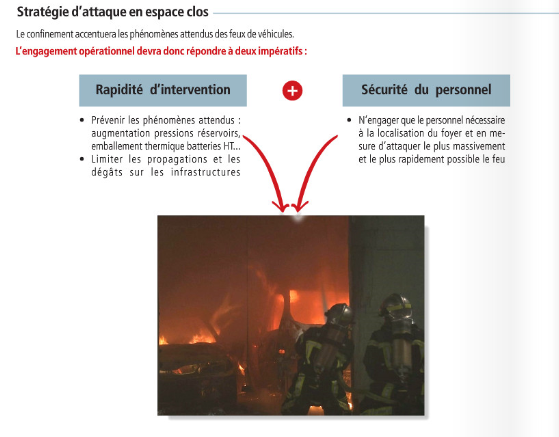 Stratégie d'attaque en espace clos
Le confinement accentuera les phénomènes attendus des feux de véhicules.
L'engagement opérationnel devra donc répondre à deux impératifs :
Rapidité d'intervention
+
Sécurité du personnel
• Prévenir les phénomènes attendus :
augmentation pressions réservoirs,
emballement thermique batteries HT...
• Limiter les propagations et les
dégâts sur les infrastructures
• N'engager que le personnel nécessaire
à la localisation du foyer et en me-
sure d'attaquer le plus massivement
et le plus rapidement possible le feu